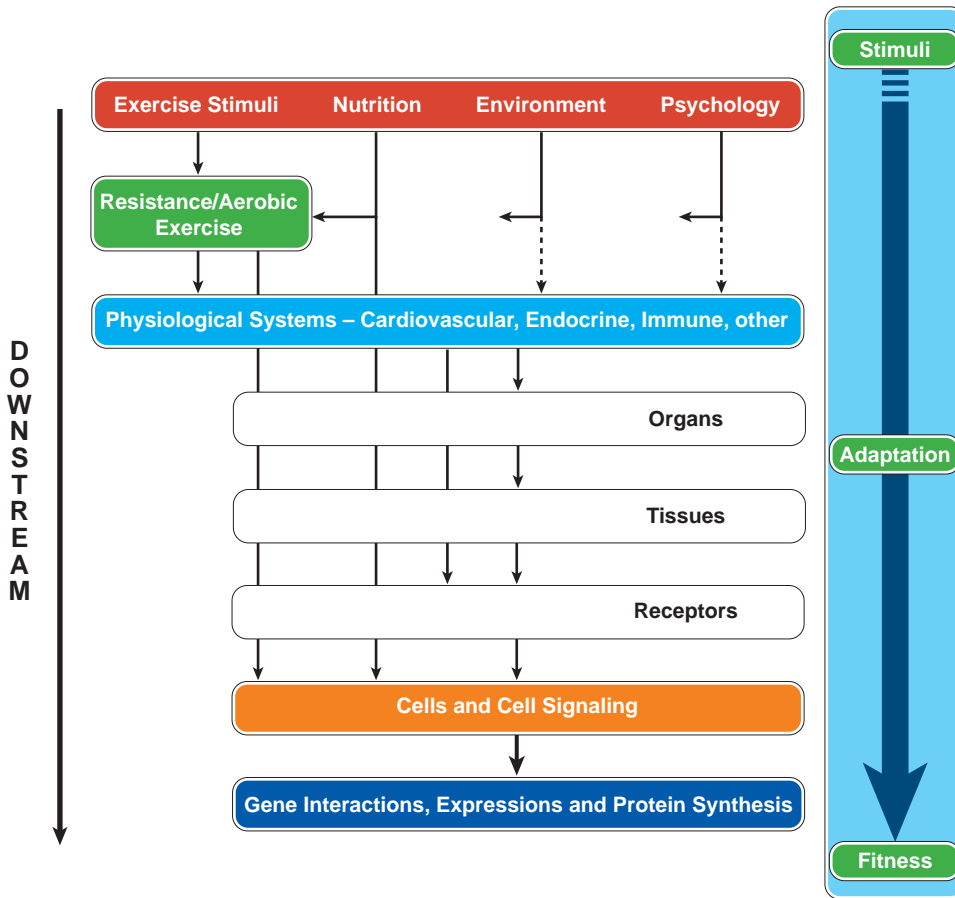 Stimuli
Exercise Stimuli Nutrition Environment Psychology
Resistance/Aerobic
Exercise
Physiological Systems – Cardiovascular, Endocrine, Immune, other
DOWNSTREAM
Organs
Adaptation
Tissues
Receptors
Cells and Cell Signaling
Gene Interactions, Expressions and Protein Synthesis
Fitness